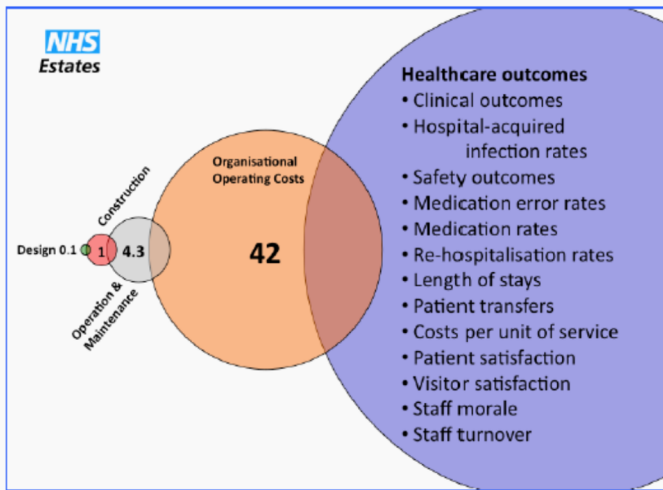 NHS
Estates
Healthcare outcomes
• Clinical outcomes
• Hospital-acquired
infection rates
• Safety outcomes
• Medication error rates
• Medication rates
• Re-hospitalisation rates
• Length of stays
• Patient transfers
• Costs per unit of service
• Patient satisfaction
• Visitor satisfaction
• Staff morale
• Staff turnover
Organisational
Operating Costs
42
Construction
Design 0.1
1
4.3
Operation &
Maintenance